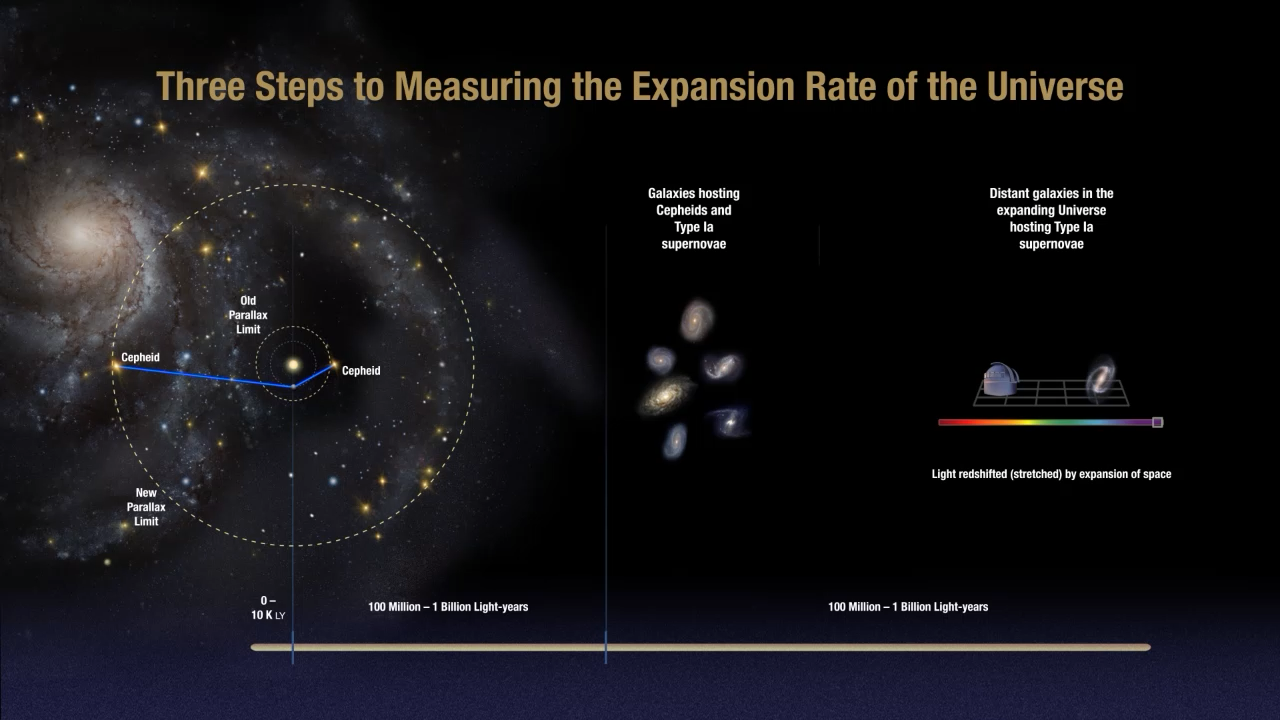 Three Steps to Measuring the Expansion Rate of the Universe
Galaxies hosting
Cepheids and
Type Ia
supernovae
Distant galaxies in the
expanding Universe
hosting Type Ia
supernovae
Old
Parallax
Limit
Cepheid
Cepheid
New
Parallax
Limit
Light redshifted (stretched) by expansion of space
0 –
10 K LY
100 Million – 1 Billion Light-years
100 Million – 1 Billion Light-years